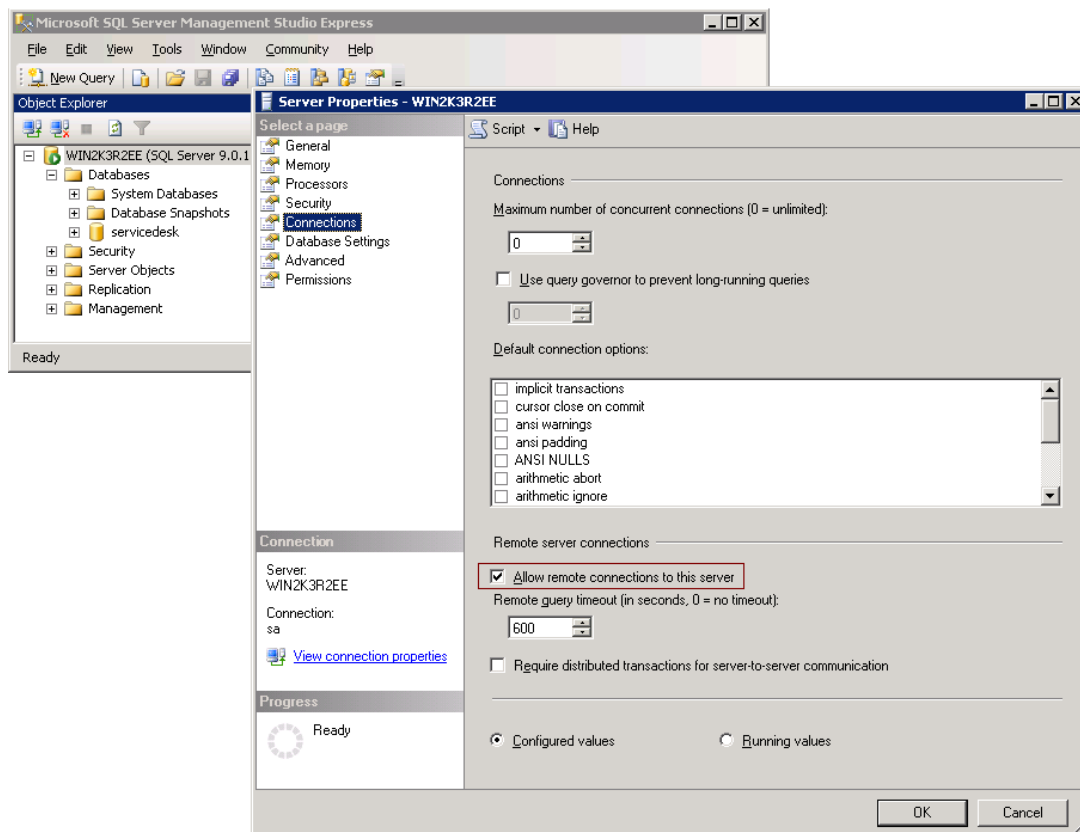 Microsoft SQL Server Management Studio Express
File Edit View Tools Window Community Help
New Query
Object Explorer
WIN2K3R2EE (SQL Server 9.0.1
Databases
System Databases
Database Snapshots
servicedesk
Security
Server Objects
Replication
Management
Ready
Server Properties - WIN2K3R2EE
Select a page
General
Memory
Processors
Security
Connections
Database Settings
Advanced
Permissions
Connection
Server:
WIN2K3R2EE
Connection:
sa
View connection properties
Progress
Ready
Script Help
Connections
Maximum number of concurrent connections (0 = unlimited):
0
Use query governor to prevent long-running queries
0
Default connection options:
implicit transactions
cursor close on commit
ansi warnings
ansi padding
ANSI NULLS
arithmetic abort
arithmetic ignore
Remote server connections
Allow remote connections to this server
Remote query timeout (in seconds, 0 = no timeout):
600
Require distributed transactions for server-to-server communication
Configured values Running values
OK Cancel